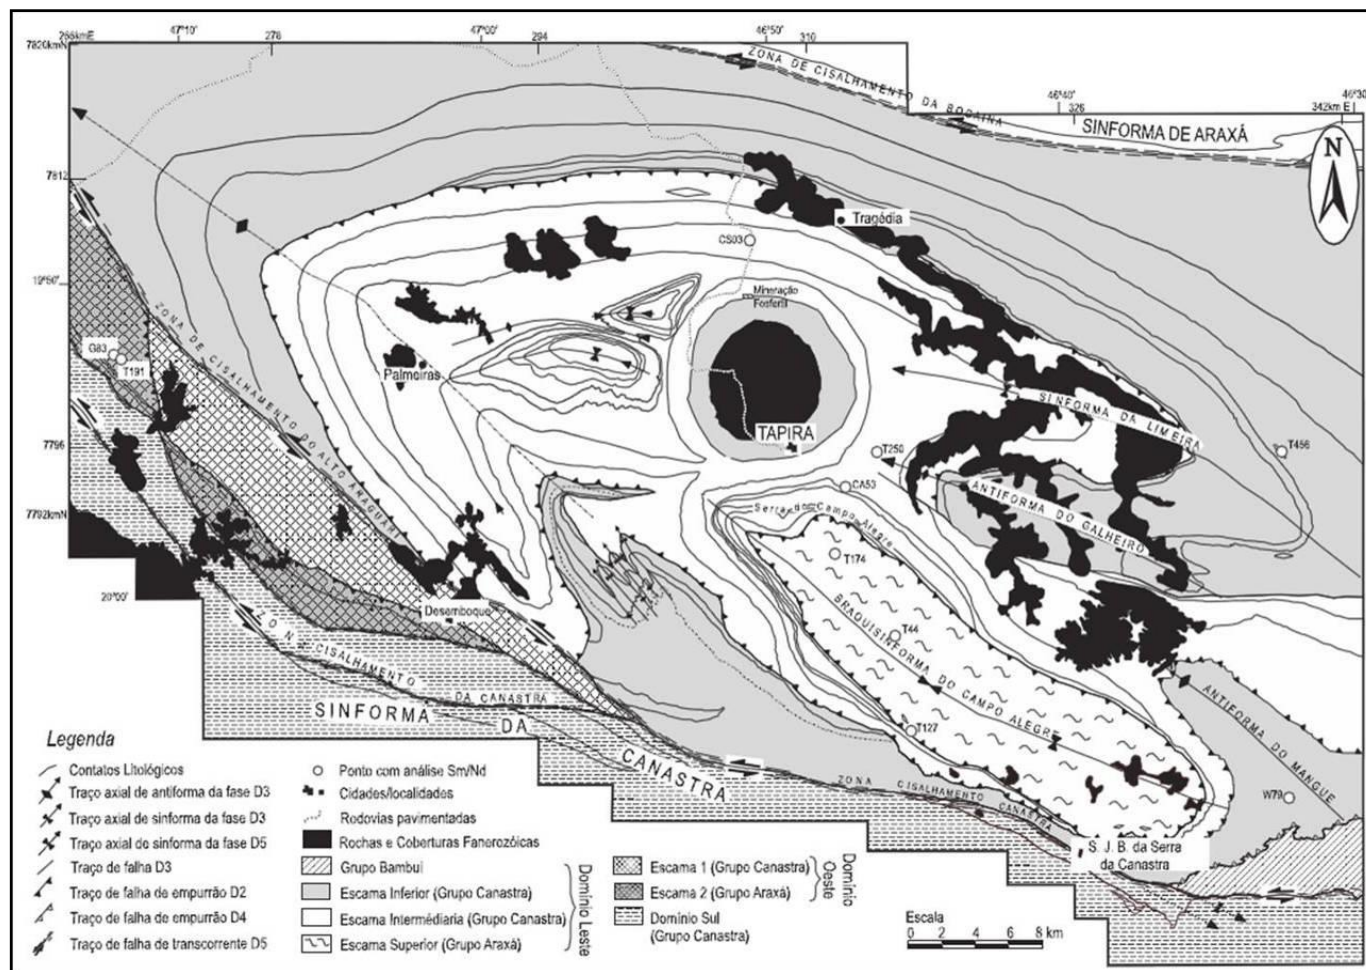 266kmE 47°10' 276 47°00' 294 46°50' 310
7820kmN
ZONA DE CISALHAMENTO DA BOCAINA
46°40' 326 342km E 46°30'
SINFORMA DE ARAXÁ
N
7812
Tragédia
CS03
19°50'
Mineração
Fosfertil
ZONA DE CISALHAMENTO DO ALTO ARAGUARI
G83
T191
Palmeiras
SINFORMA DA LIMEIRA
TAPIRA
7796
T250
T456
CA53
ANTIFORMA DO GALHEIRO
7792kmN
Serra do Campo Alegre
T174
20°00'
Desemboque
BRAQUISINFORMA DO CAMPO ALEGRE
T44
ZON CISALHAMENTO DA CANASTRA
SINFORMA DA CANASTRA
T127
ANTIFORMA DO MANGUE
ZONA CISALHAMENTO CANASTRA
W79
S. J. B. da Serra
da Canastra
Legenda
Contatos Litológicos
Traço axial de antiforma da fase D3
Traço axial de sinforma da fase D3
Traço axial de sinforma da fase D5
Traço de falha D3
Traço de falha de empurrão D2
Traço de falha de empurrão D4
Traço de falha de transcorrente D5
Ponto com análise Sm/Nd
Cidades/localidades
Rodovias pavimentadas
Rochas e Coberturas Fanerozóicas
Grupo Bambuí
Escama Inferior (Grupo Canastra)
Escama Intermédiaria (Grupo Canastra)
Escama Superior (Grupo Araxá)
Domínio Leste
Escama 1 (Grupo Canastra)
Escama 2 (Grupo Araxá)
Domínio
Oeste
Domínio Sul
(Grupo Canastra)
Escala
0 2 4 6 8 km